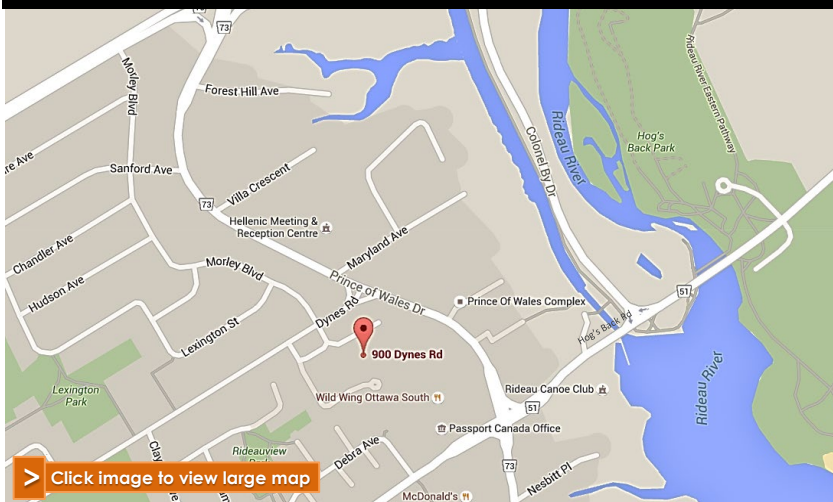 73
Morley Blvd
Forest Hill Ave
Colonel By Dr
Rideau River
Rideau River Eastern Pathway
Hog's
Back Park
Sanford Ave
Villa Crescent
73
Hellenic Meeting &
Reception Centre
Maryland Ave
Chandler Ave
Morley Blvd
Hudson Ave
Prince of Wales Dr
Dynes Rd
Prince Of Wales Complex
51
Hog's Back Rd
Lexington St
900 Dynes Rd
Rideau River
Lexington
Park
Wild Wing Ottawa South
Rideau Canoe Club
51
Passport Canada Office
Rideauview
Debra Ave
73
Nesbitt Pl
McDonald's
> Click image to view large map